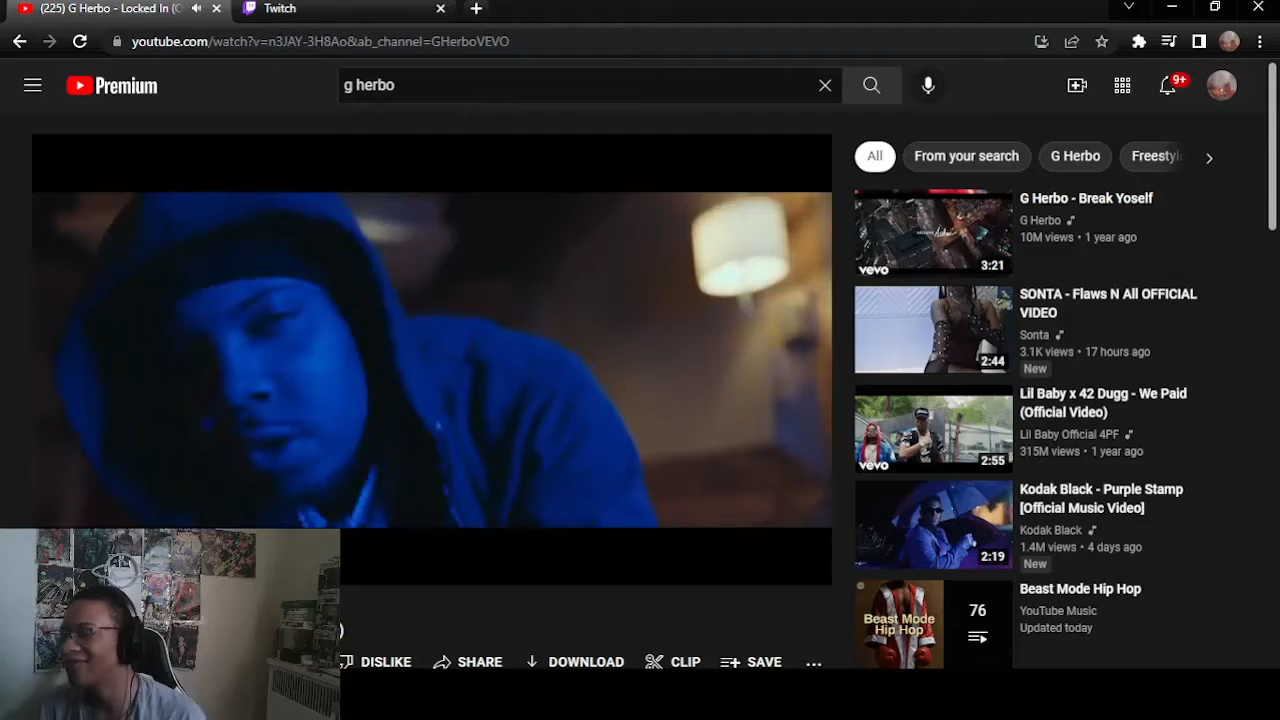 (225) G Herbo - Locked In (O
Twitch
youtube.com/watch?v=n3JAY-3H8Ao&ab_channel=GHerboVEVO
Premium
g herbo
9+
All
From your search
G Herbo
Freestyl
G Herbo - Break Yoself
G Herbo
10M views • 1 year ago
vevo
3:21
SONTA - Flaws N All OFFICIAL
VIDEO
Sonta
3.1K views • 17 hours ago
New
2:44
Lil Baby x 42 Dugg - We Paid
(Official Video)
Lil Baby Official 4PF
315M views • 1 year ago
vevo
2:55
Kodak Black - Purple Stamp
[Official Music Video]
Kodak Black
1.4M views • 4 days ago
New
2:19
Beast Mode Hip Hop
YouTube Music
Updated today
Beast Mode
Hip Hop
76
DISLIKE
SHARE
DOWNLOAD
CLIP
SAVE